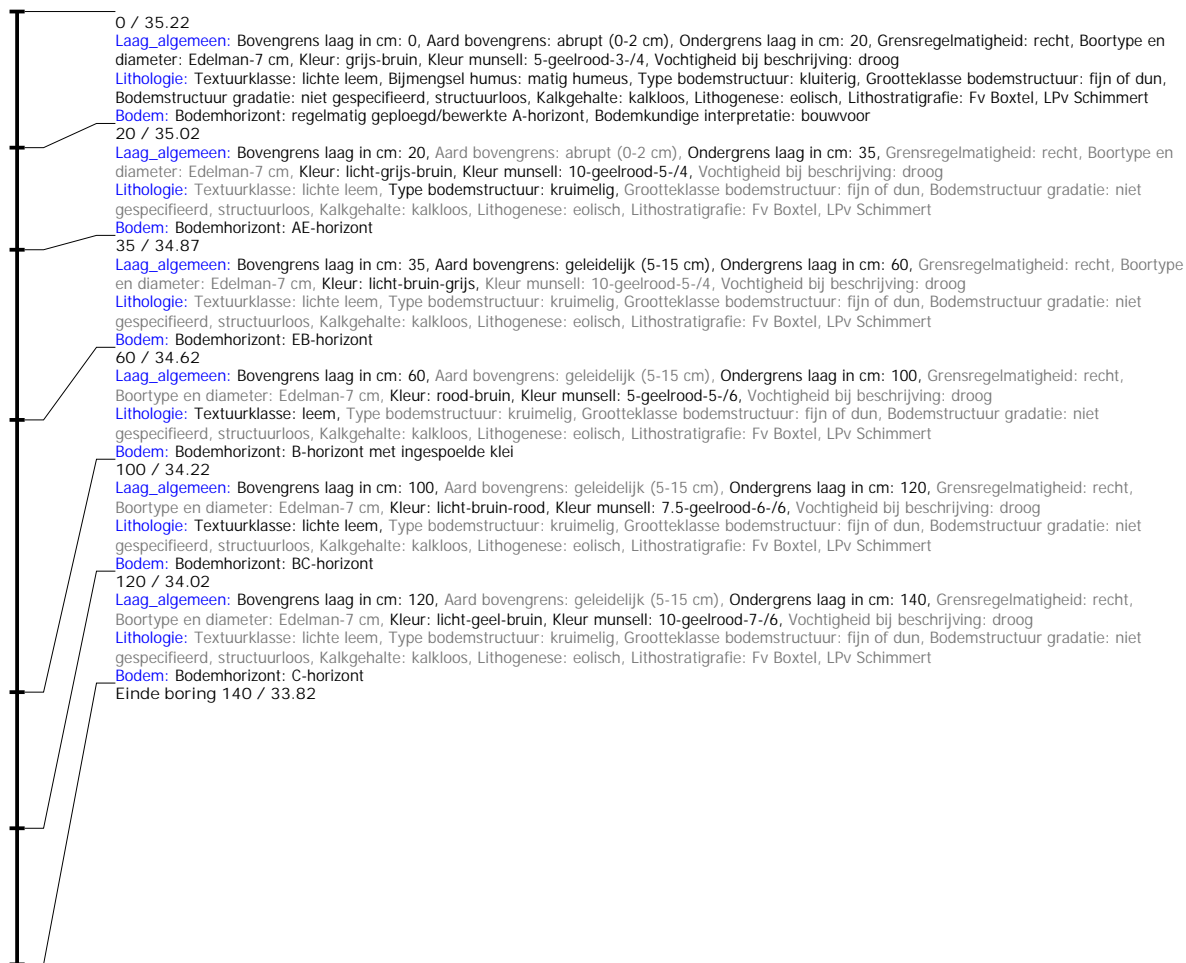 0 / 35.22
Laag_algemeen: Bovengrens laag in cm: 0, Aard bovengrens: abrupt (0-2 cm), Ondergrens laag in cm: 20, Grensregelmatigheid: recht, Boortype en
diameter: Edelman-7 cm, Kleur: grijs-bruin, Kleur munsell: 5-geelrood-3-/4, Vochtigheid bij beschrijving: droog
Lithologie: Textuurklasse: lichte leem, Bijmengsel humus: matig humeus, Type bodemstructuur: kluiterig, Grootteklasse bodemstructuur: fijn of dun,
Bodemstructuur gradatie: niet gespecifieerd, structuurloos, Kalkgehalte: kalkloos, Lithogenese: eolisch, Lithostratigrafie: Fv Boxtel, LPv Schimmert
Bodem: Bodemhorizont: regelmatig geploegd/bewerkte A-horizont, Bodemkundige interpretatie: bouwvoor
20 / 35.02
Laag_algemeen: Bovengrens laag in cm: 20, Aard bovengrens: abrupt (0-2 cm), Ondergrens laag in cm: 35, Grensregelmatigheid: recht, Boortype en
diameter: Edelman-7 cm, Kleur: licht-grijs-bruin, Kleur munsell: 10-geelrood-5-/4, Vochtigheid bij beschrijving: droog
Lithologie: Textuurklasse: lichte leem, Type bodemstructuur: kruimelig, Grootteklasse bodemstructuur: fijn of dun, Bodemstructuur gradatie: niet
gespecifieerd, structuurloos, Kalkgehalte: kalkloos, Lithogenese: eolisch, Lithostratigrafie: Fv Boxtel, LPv Schimmert
Bodem: Bodemhorizont: AE-horizont
35 / 34.87
Laag_algemeen: Bovengrens laag in cm: 35, Aard bovengrens: geleidelijk (5-15 cm), Ondergrens laag in cm: 60, Grensregelmatigheid: recht, Boortype
en diameter: Edelman-7 cm, Kleur: licht-bruin-grijs, Kleur munsell: 10-geelrood-5-/4, Vochtigheid bij beschrijving: droog
Lithologie: Textuurklasse: lichte leem, Type bodemstructuur: kruimelig, Grootteklasse bodemstructuur: fijn of dun, Bodemstructuur gradatie: niet
gespecifieerd, structuurloos, Kalkgehalte: kalkloos, Lithogenese: eolisch, Lithostratigrafie: Fv Boxtel, LPv Schimmert
Bodem: Bodemhorizont: EB-horizont
60 / 34.62
Laag_algemeen: Bovengrens laag in cm: 60, Aard bovengrens: geleidelijk (5-15 cm), Ondergrens laag in cm: 100, Grensregelmatigheid: recht,
Boortype en diameter: Edelman-7 cm, Kleur: rood-bruin, Kleur munsell: 5-geelrood-5-/6, Vochtigheid bij beschrijving: droog
Lithologie: Textuurklasse: leem, Type bodemstructuur: kruimelig, Grootteklasse bodemstructuur: fijn of dun, Bodemstructuur gradatie: niet
gespecifieerd, structuurloos, Kalkgehalte: kalkloos, Lithogenese: eolisch, Lithostratigrafie: Fv Boxtel, LPv Schimmert
Bodem: Bodemhorizont: B-horizont met ingespoelde klei
100 / 34.22
Laag_algemeen: Bovengrens laag in cm: 100, Aard bovengrens: geleidelijk (5-15 cm), Ondergrens laag in cm: 120, Grensregelmatigheid: recht,
Boortype en diameter: Edelman-7 cm, Kleur: licht-bruin-rood, Kleur munsell: 7.5-geelrood-6-/6, Vochtigheid bij beschrijving: droog
Lithologie: Textuurklasse: lichte leem, Type bodemstructuur: kruimelig, Grootteklasse bodemstructuur: fijn of dun, Bodemstructuur gradatie: niet
gespecifieerd, structuurloos, Kalkgehalte: kalkloos, Lithogenese: eolisch, Lithostratigrafie: Fv Boxtel, LPv Schimmert
Bodem: Bodemhorizont: BC-horizont
120 / 34.02
Laag_algemeen: Bovengrens laag in cm: 120, Aard bovengrens: geleidelijk (5-15 cm), Ondergrens laag in cm: 140, Grensregelmatigheid: recht,
Boortype en diameter: Edelman-7 cm, Kleur: licht-geel-bruin, Kleur munsell: 10-geelrood-7-/6, Vochtigheid bij beschrijving: droog
Lithologie: Textuurklasse: lichte leem, Type bodemstructuur: kruimelig, Grootteklasse bodemstructuur: fijn of dun, Bodemstructuur gradatie: niet
gespecifieerd, structuurloos, Kalkgehalte: kalkloos, Lithogenese: eolisch, Lithostratigrafie: Fv Boxtel, LPv Schimmert
Bodem: Bodemhorizont: C-horizont
Einde boring 140 / 33.82